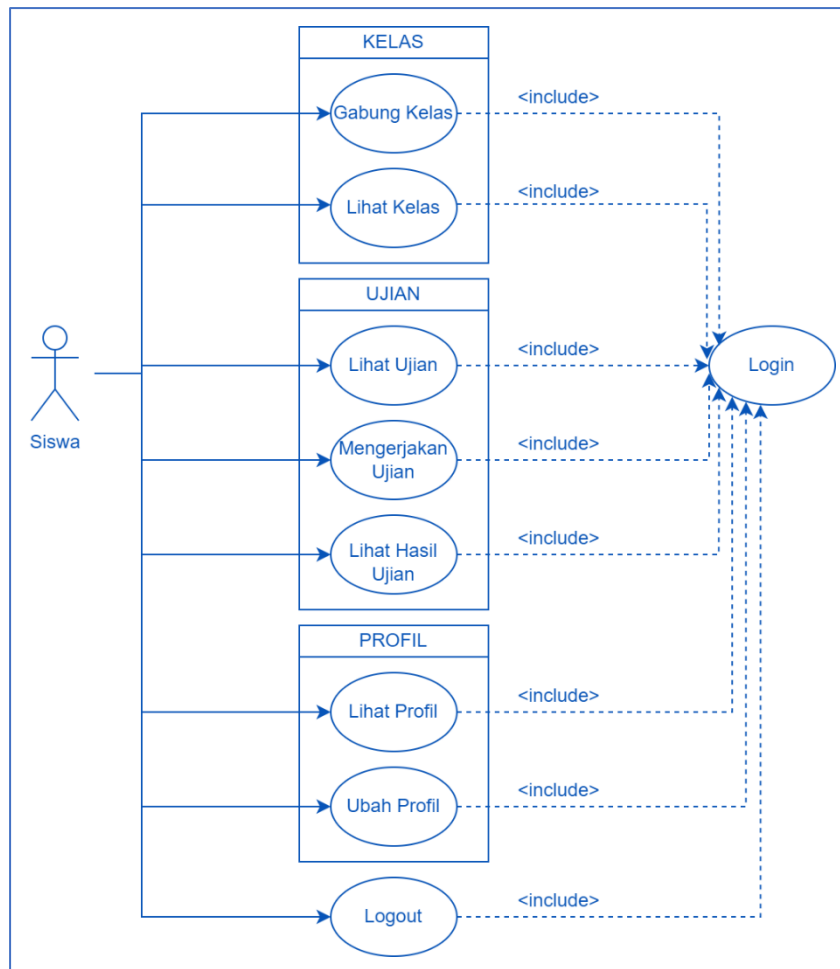 KELAS
Gabung Kelas
<include>
Lihat Kelas
<include>
UJIAN
Lihat Ujian
<include>
Login
Siswa
Mengerjakan
Ujian
<include>
Lihat Hasil
Ujian
<include>
PROFIL
Lihat Profil
<include>
Ubah Profil
<include>
Logout
<include>